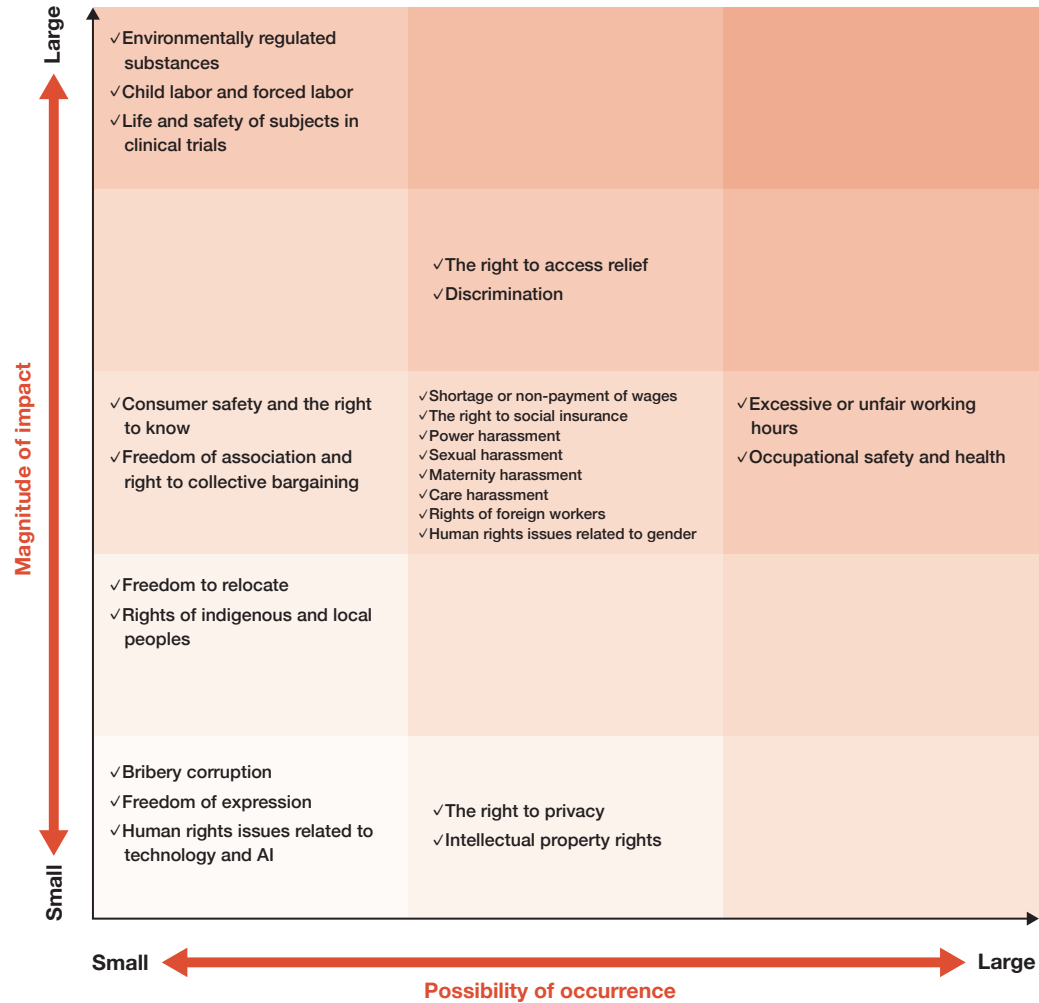 Large
✓Environmentally regulated
substances
✓Child labor and forced labor
✓Life and safety of subjects in
clinical trials
✓The right to access relief
✓Discrimination
Magnitude of impact
✓Consumer safety and the right
to know
✓Freedom of association and
right to collective bargaining
✓Shortage or non-payment of wages
✓The right to social insurance
✓Power harassment
✓Sexual harassment
✓Maternity harassment
✓Care harassment
✓Rights of foreign workers
✓Human rights issues related to gender
✓Excessive or unfair working
hours
✓Occupational safety and health
✓Freedom to relocate
✓Rights of indigenous and local
peoples
✓Bribery corruption
✓Freedom of expression
✓Human rights issues related to
technology and AI
✓The right to privacy
✓Intellectual property rights
Small
Small
Large
Possibility of occurrence